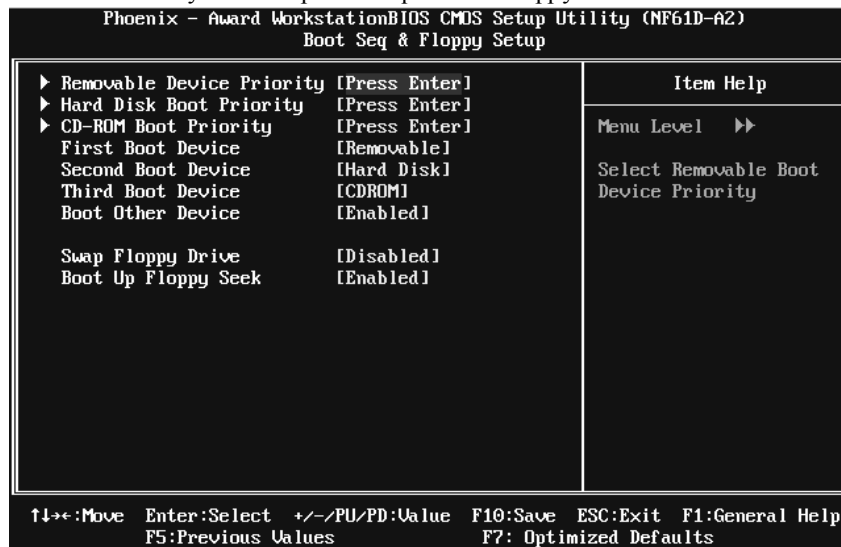 Phoenix - Award WorkstationBIOS CMOS Setup Utility (NF61D-A2)
Boot Seq & Floppy Setup
▶ Removable Device Priority [Press Enter]
▶ Hard Disk Boot Priority [Press Enter]
▶ CD-ROM Boot Priority [Press Enter]
First Boot Device [Removable]
Second Boot Device [Hard Disk]
Third Boot Device [CDROM]
Boot Other Device [Enabled]
Swap Floppy Drive [Disabled]
Boot Up Floppy Seek [Enabled]
Item Help
Menu Level ▶▶
Select Removable Boot
Device Priority
↑↓→←:Move Enter:Select +/-/PU/PD:Value F10:Save ESC:Exit F1:General Help
F5:Previous Values F7: Optimized Defaults